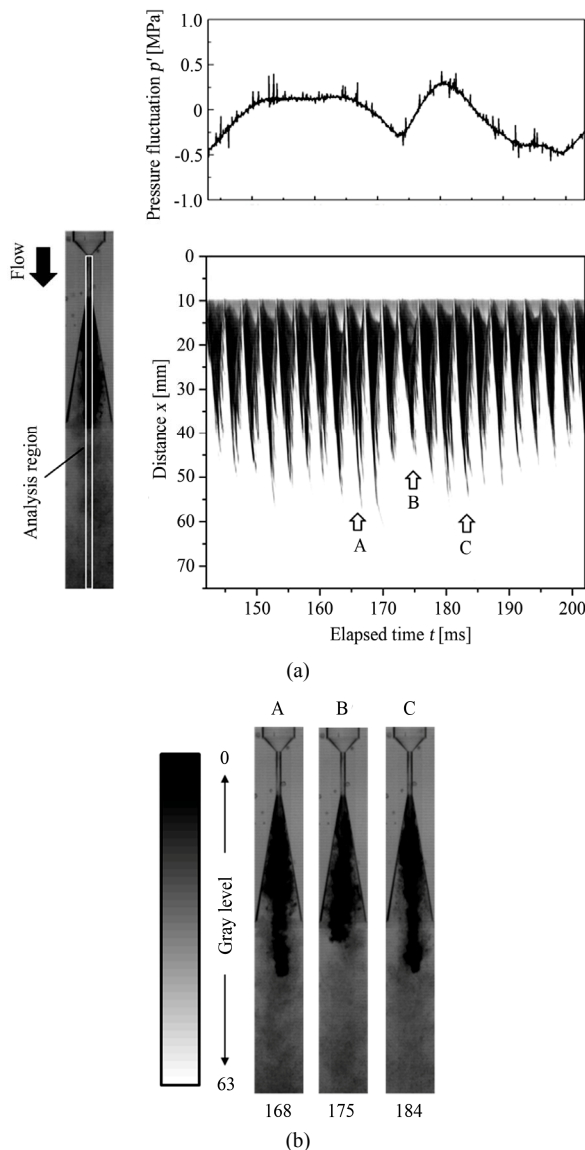 Pressure fluctuation p' [MPa]
1.0
0.5
0
-0.5
-1.0
Flow
Analysis region
Distance x [mm]
0
10
20
30
40
50
60
70
A
B
C
150 160 170 180 190 200
Elapsed time t [ms]
(a)
A B C
0
Gray level
63
168 175 184
(b)